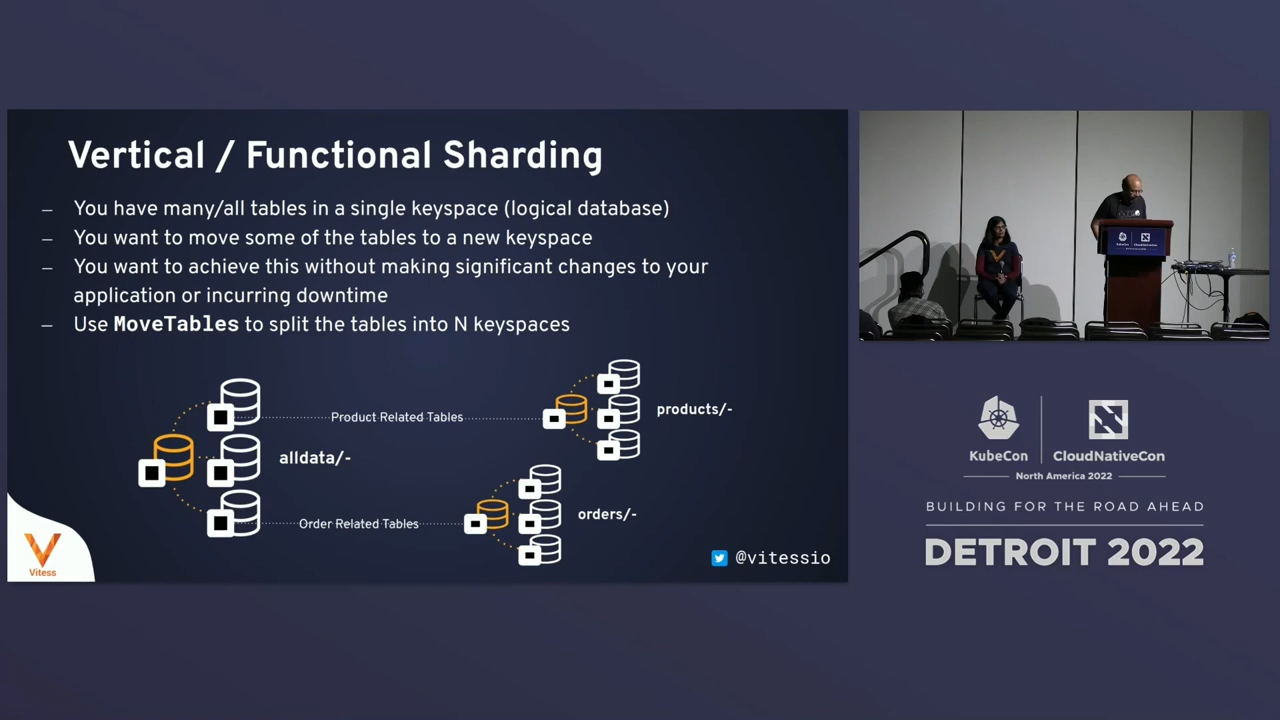 Vertical / Functional Sharding
– You have many/all tables in a single keyspace (logical database)
– You want to move some of the tables to a new keyspace
– You want to achieve this without making significant changes to your
application or incurring downtime
– Use MoveTables to split the tables into N keyspaces
Product Related Tables
products/-
alldata/-
orders/-
Order Related Tables
Vitess
@vitessio
KubeCon
CloudNativeCon
North America 2022
BUILDING FOR THE ROAD AHEAD
DETROIT 2022